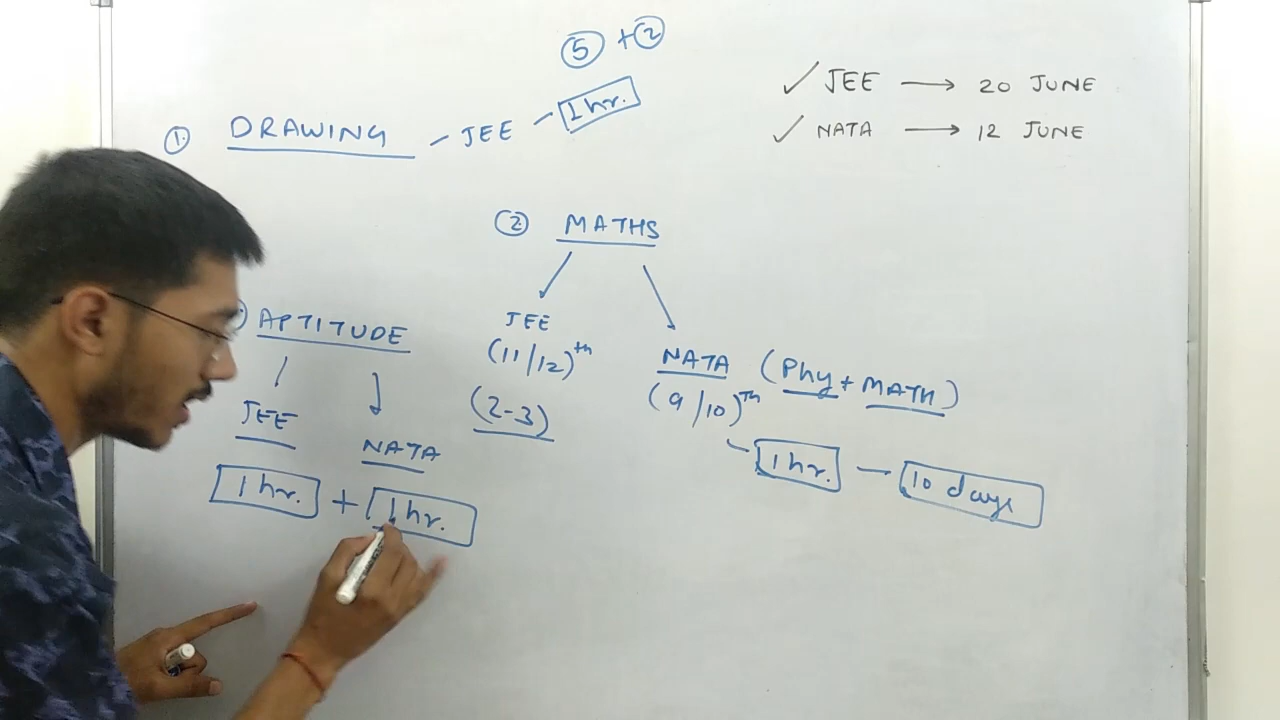 5 + 2
1. DRAWING - JEE - 1 hr.
✓ JEE → 20 JUNE
✓ NATA → 12 JUNE
2. MATHS
JEE
(11/12)th
(2-3)
NATA (Phy + MATH)
(9/10)Th
1 hr. - 10 days
APTITUDE
JEE
NATA
1 hr. + 1 hr.